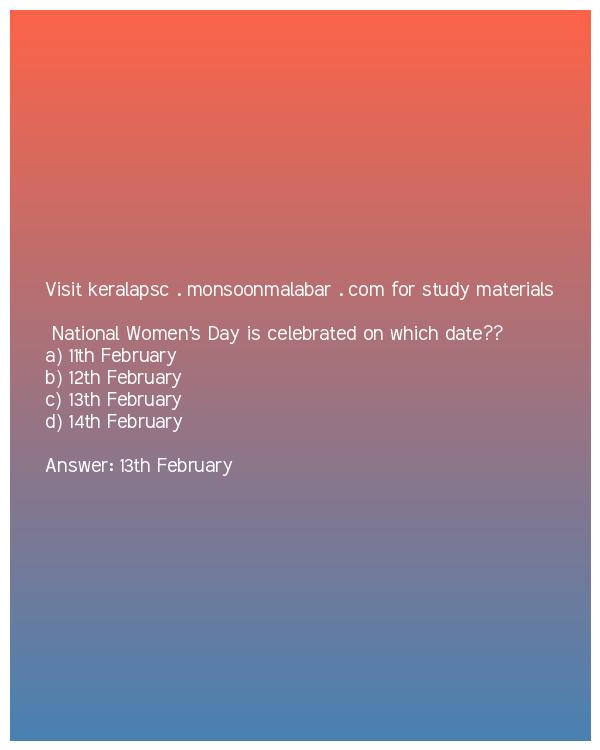 Visit keralapsc . monsoonmalabar . com for study materials
National Women's Day is celebrated on which date??
a) 11th February
b) 12th February
c) 13th February
d) 14th February
Answer: 13th February